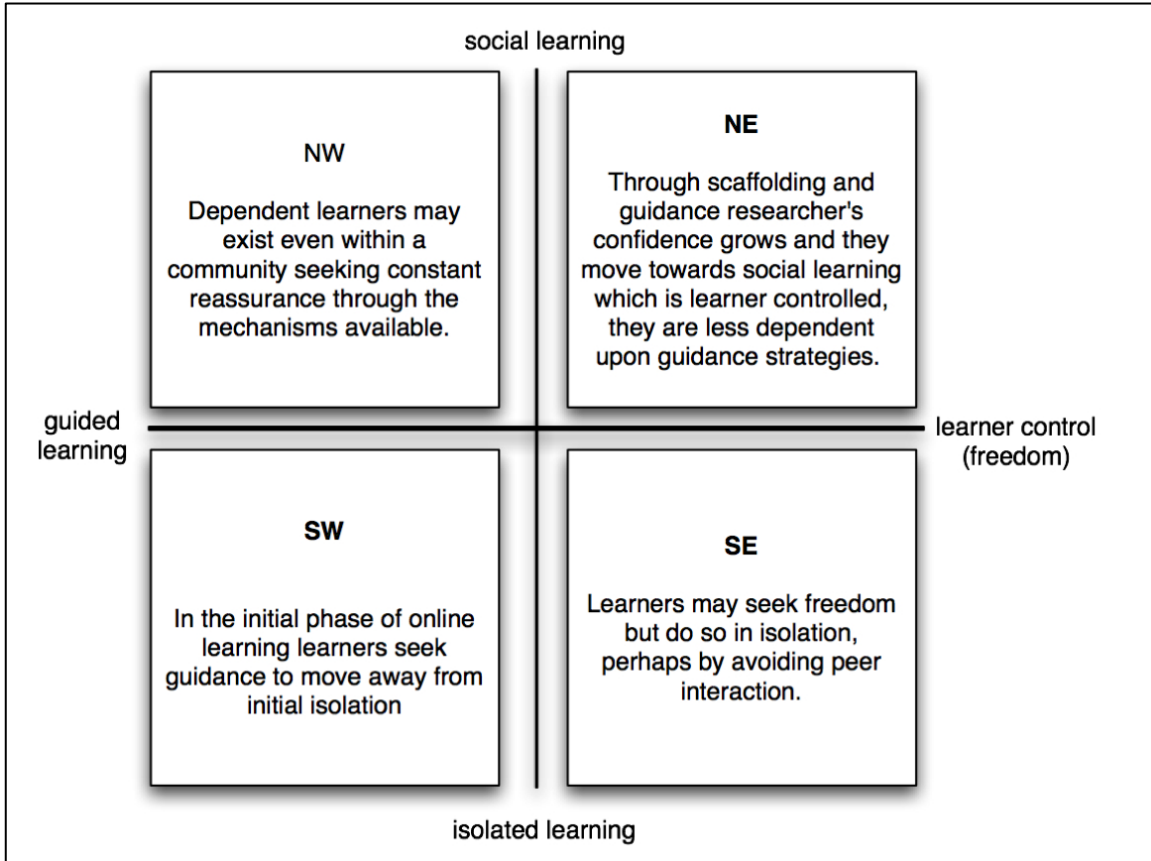 social learning
NW
Dependent learners may
exist even within a
community seeking constant
reassurance through the
mechanisms available.
NE
Through scaffolding and
guidance researcher's
confidence grows and they
move towards social learning
which is learner controlled,
they are less dependent
upon guidance strategies.
guided
learning
learner control
(freedom)
SW
In the initial phase of online
learning learners seek
guidance to move away from
initial isolation
SE
Learners may seek freedom
but do so in isolation,
perhaps by avoiding peer
interaction.
isolated learning